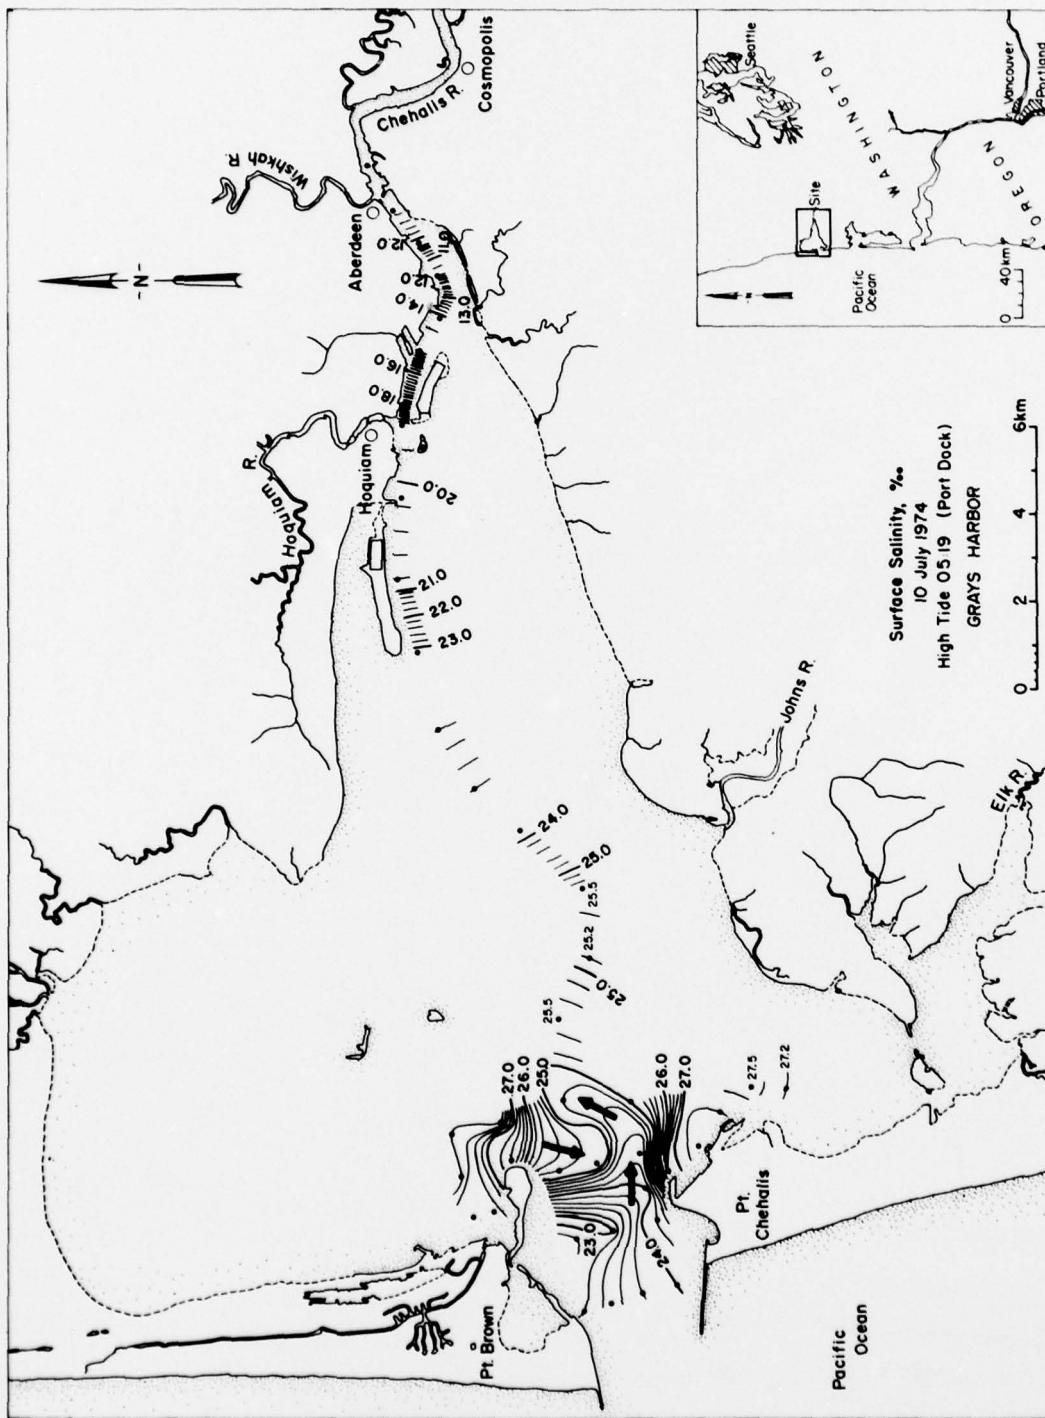 Cosmopolis
Chehalis R.
Wishkah R.
Aberdeen
-N-
12.0
11.0
12.0
14.0
13.0
16.0
18.0
Hoquiam
Hoquiam R.
20.0
21.0
22.0
23.0
24.0
25.0
25.5
25.2
25.0
25.5
27.0
26.0
25.0
26.0
27.0
27.5
27.2
23.0
24.0
Johns R.
Elk R.
Pt. Brown
Pt.
Chehalis
Pacific
Ocean
Surface Salinity, ‰
10 July 1974
High Tide 05:19 (Port Dock)
GRAYS HARBOR
0 2 4 6km
Seattle
WASHINGTON
Vancouver
Portland
OREGON
Site
Pacific
Ocean
N
0 40km